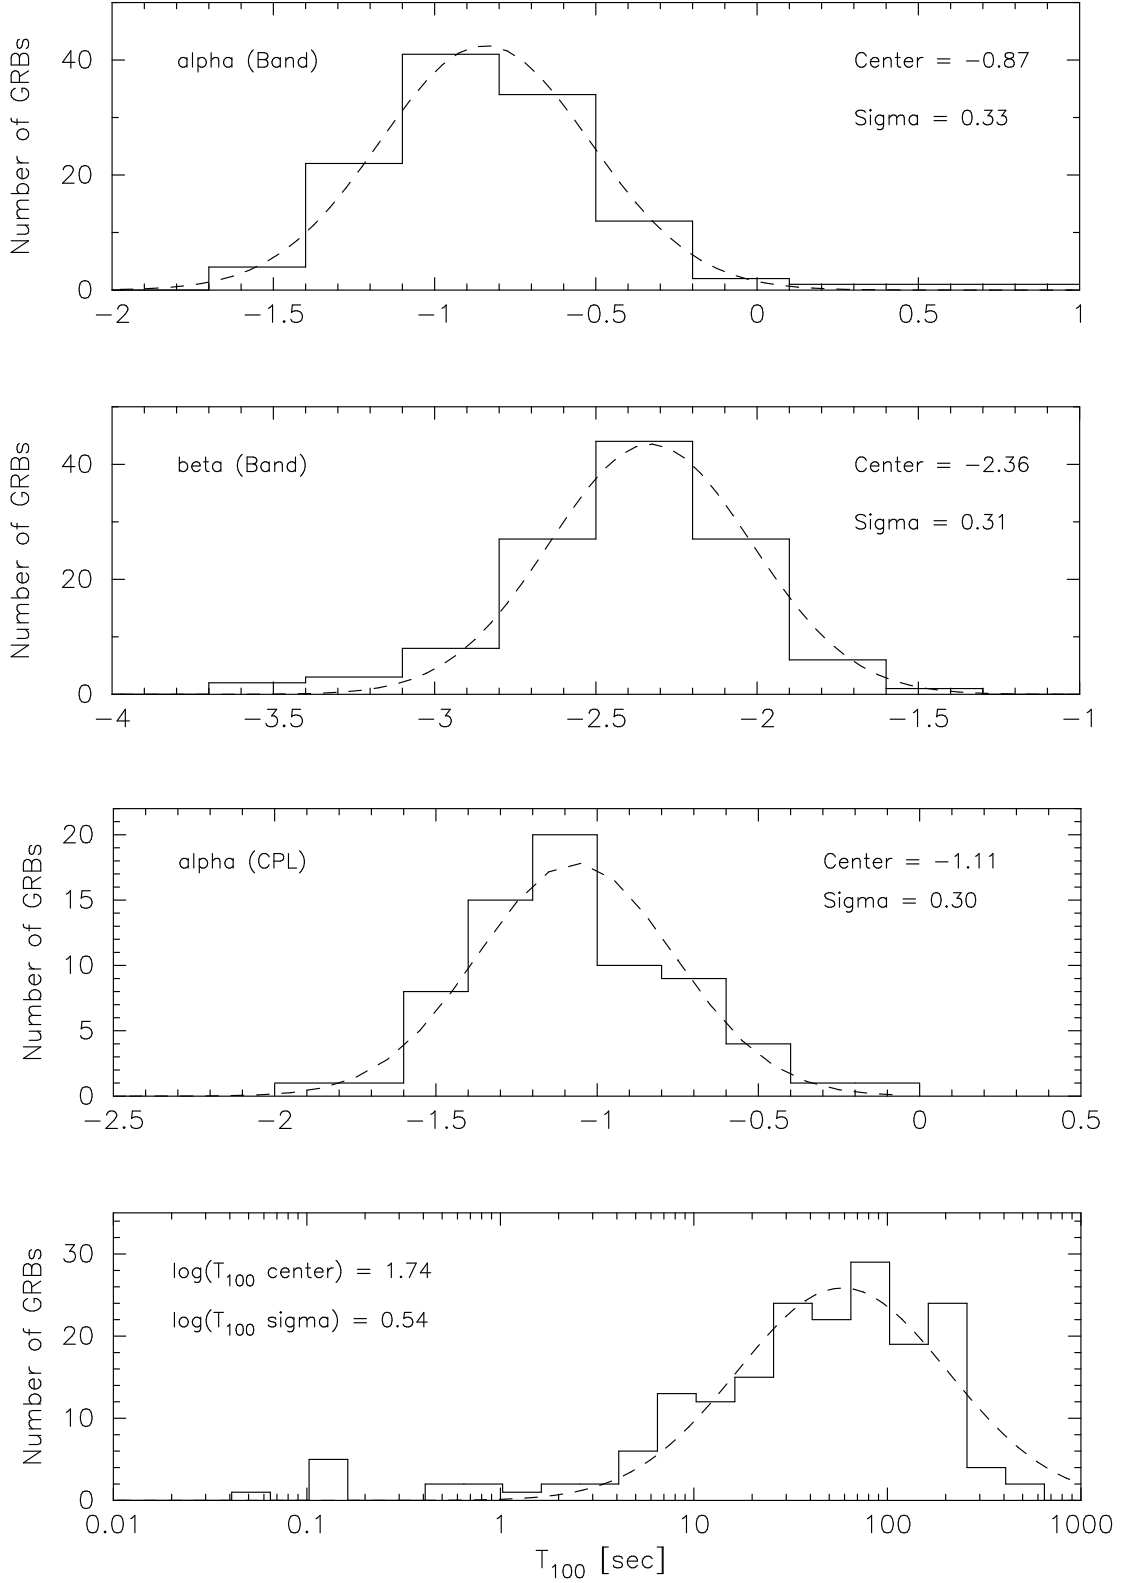 Number of GRBs
40
20
0
alpha (Band)
Center = −0.87
Sigma = 0.33
−2 −1.5 −1 −0.5 0 0.5 1
Number of GRBs
40
20
0
beta (Band)
Center = −2.36
Sigma = 0.31
−4 −3.5 −3 −2.5 −2 −1.5 −1
Number of GRBs
20
15
10
5
0
alpha (CPL)
Center = −1.11
Sigma = 0.30
−2.5 −2 −1.5 −1 −0.5 0 0.5
Number of GRBs
30
20
10
0
log(T100 center) = 1.74
log(T100 sigma) = 0.54
0.01 0.1 1 10 100 1000
T100 [sec]